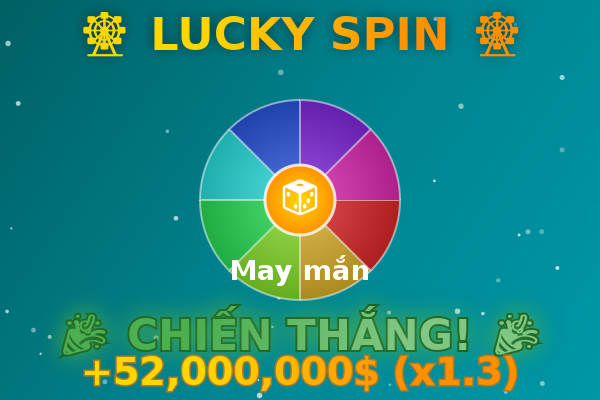 LUCKY SPIN
May mắn
CHIẾN THẮNG!
+52,000,000$ (x1.3)